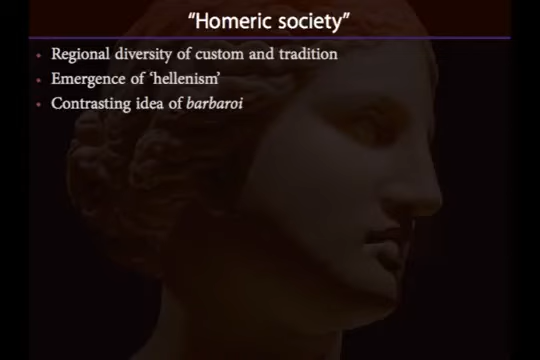 “Homeric society”
• Regional diversity of custom and tradition
• Emergence of ‘hellenism’
• Contrasting idea of barbaroi